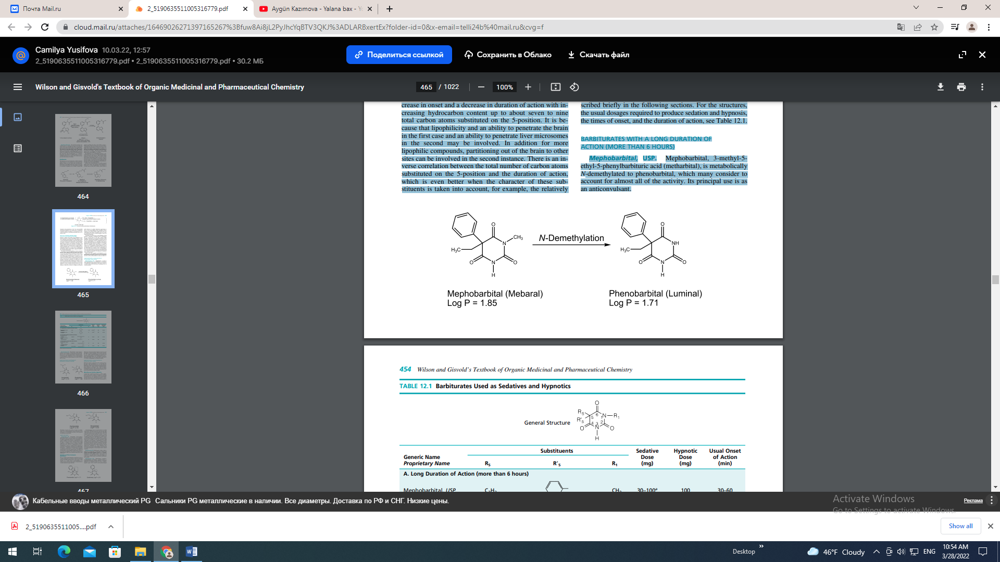 Почта Mail.ru
2_5190635511005316779.pdf
Aygün Kazımova - Yalana bax - Y
cloud.mail.ru/attaches/16469026271397165267%3Bfuw8Ai8jL2PyJhcYqBTV3QKJ%3ADLARBxertEx?folder-id=0&x-email=telli24b%40mail.ru&cvg=f
Camilya Yusifova 10.03.22, 12:57
2_5190635511005316779.pdf • 2_5190635511005316779.pdf • 30.2 МБ
Поделиться ссылкой
Сохранить в Облако
Скачать файл
Wilson and Gisvold's Textbook of Organic Medicinal and Pharmaceutical Chemistry
465 / 1022
100%
464
465
466
467
crease in onset and a decrease in duration of action with in-
creasing hydrocarbon content up to about seven to nine
total carbon atoms substituted on the 5-position. It is be-
cause that lipophilicity and an ability to penetrate the brain
in the first case and an ability to penetrate liver microsomes
in the second may be involved. In addition for more
lipophilic compounds, partitioning out of the brain to other
sites can be involved in the second instance. There is an in-
verse correlation between the total number of carbon atoms
substituted on the 5-position and the duration of action,
which is even better when the character of these sub-
stituents is taken into account, for example, the relatively
scribed briefly in the following sections. For the structures,
the usual dosages required to produce sedation and hypnosis,
the times of onset, and the duration of action, see Table 12.1.
BARBITURATES WITH A LONG DURATION OF
ACTION (MORE THAN 6 HOURS)
Mephobarbital, USP. Mephobarbital, 3-methyl-5-
ethyl-5-phenylbarbituric acid (metharbital), is metabolically
N-demethylated to phenobarbital, which many consider to
account for almost all of the activity. Its principal use is as
an anticonvulsant.
O
CH3
N
H3C
O
N
O
H
N-Demethylation
O
NH
H3C
O
N
O
H
Mephobarbital (Mebaral)
Log P = 1.85
Phenobarbital (Luminal)
Log P = 1.71
454 Wilson and Gisvold's Textbook of Organic Medicinal and Pharmaceutical Chemistry
TABLE 12.1 Barbiturates Used as Sedatives and Hypnotics
General Structure
O
R5
6
5
1
N
R1
R'5
4
3
2
O
N
O
H
Substituents
Generic Name
Proprietary Name
R5
R'5
R1
Sedative
Dose
(mg)
Hypnotic
Dose
(mg)
Usual Onset
of Action
(min)
A. Long Duration of Action (more than 6 hours)
Mephobarbital, USP
30–100a
100
30–60
Кабельные вводы металлический PG Сальники PG металлические в наличии. Все диаметры. Доставка по РФ и СНГ. Низкие цены.
Реклама
Activate Windows
Go to Settings to activate Windows.
2_5190635511005....pdf
Show all
Desktop
46°F Cloudy
ENG
10:54 AM
3/28/2022